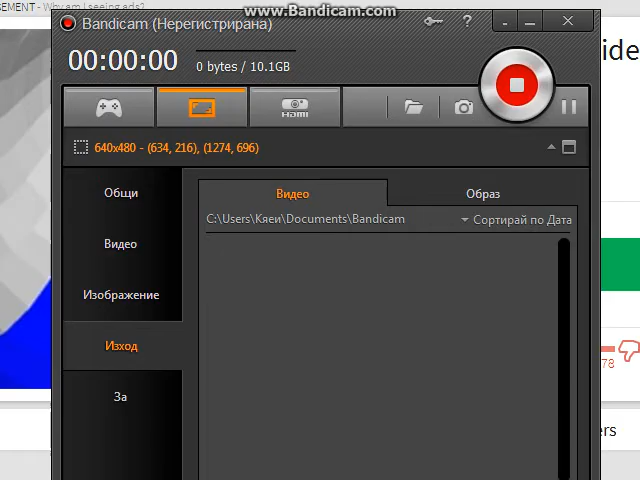 SEMENT - Why am I seeing ads?
www.Bandicam.com
Bandicam (Нерегистрирана)
ide
00:00:00
0 bytes / 10.1GB
HDMI
640x480 - (634, 216), (1274, 696)
Общи
Видео
Изображение
Изход
За
Видео
Образ
C:\Users\Кяеи\Documents\Bandicam
Сортирай по Дата
78
ers